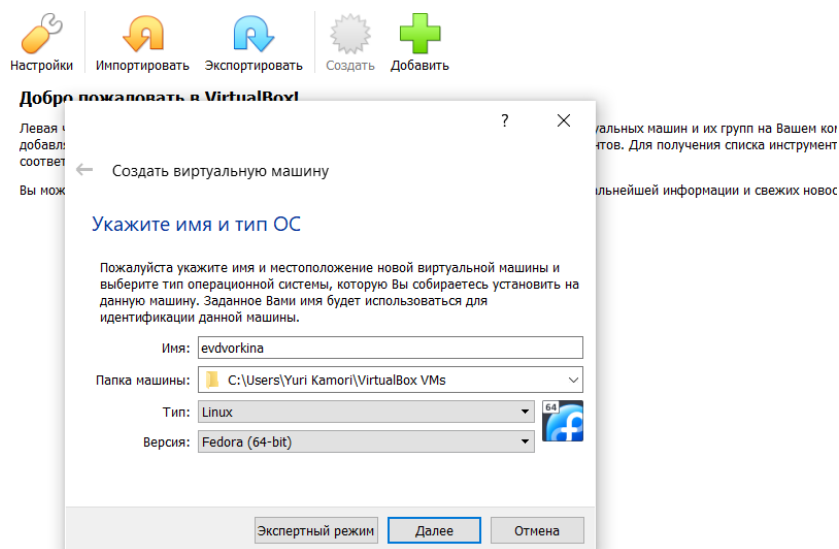 Настройки Импортировать Экспортировать Создать Добавить
Добро пожаловать в VirtualBox!
Левая
уальных машин и их групп на Вашем
добавл
нтов. Для получения списка инструмент
соответ
Вы мож
льнейшей информации и свежих новос
?
Создать виртуальную машину
Укажите имя и тип ОС
Пожалуйста укажите имя и местоположение новой виртуальной машины и
выберите тип операционной системы, которую Вы собираетесь установить на
данную машину. Заданное Вами имя будет использоваться для
идентификации данной машины.
Имя: evdvorkina
Папка машины: C:\Users\Yuri Kamori\VirtualBox VMs
Тип: Linux
64
Версия: Fedora (64-bit)
Экспертный режим Далее Отмена